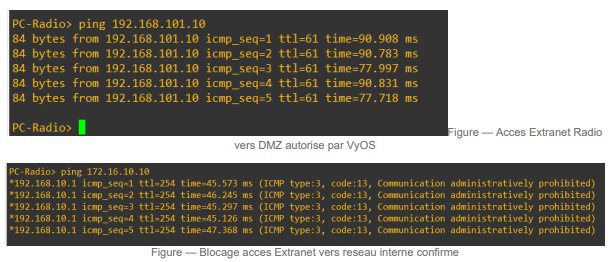 PC-Radio> ping 192.168.101.10
84 bytes from 192.168.101.10 icmp_seq=1 ttl=61 time=90.908 ms
84 bytes from 192.168.101.10 icmp_seq=2 ttl=61 time=90.783 ms
84 bytes from 192.168.101.10 icmp_seq=3 ttl=61 time=77.997 ms
84 bytes from 192.168.101.10 icmp_seq=4 ttl=61 time=90.831 ms
84 bytes from 192.168.101.10 icmp_seq=5 ttl=61 time=77.718 ms
PC-Radio>
Figure — Acces Extranet Radio
vers DMZ autorise par VyOS
PC-Radio> ping 172.16.10.10
*192.168.10.1 icmp_seq=1 ttl=254 time=45.573 ms (ICMP type:3, code:13, Communication administratively prohibited)
*192.168.10.1 icmp_seq=2 ttl=254 time=46.245 ms (ICMP type:3, code:13, Communication administratively prohibited)
*192.168.10.1 icmp_seq=3 ttl=254 time=45.297 ms (ICMP type:3, code:13, Communication administratively prohibited)
*192.168.10.1 icmp_seq=4 ttl=254 time=45.126 ms (ICMP type:3, code:13, Communication administratively prohibited)
*192.168.10.1 icmp_seq=5 ttl=254 time=47.368 ms (ICMP type:3, code:13, Communication administratively prohibited)
Figure — Blocage acces Extranet vers reseau interne confirme